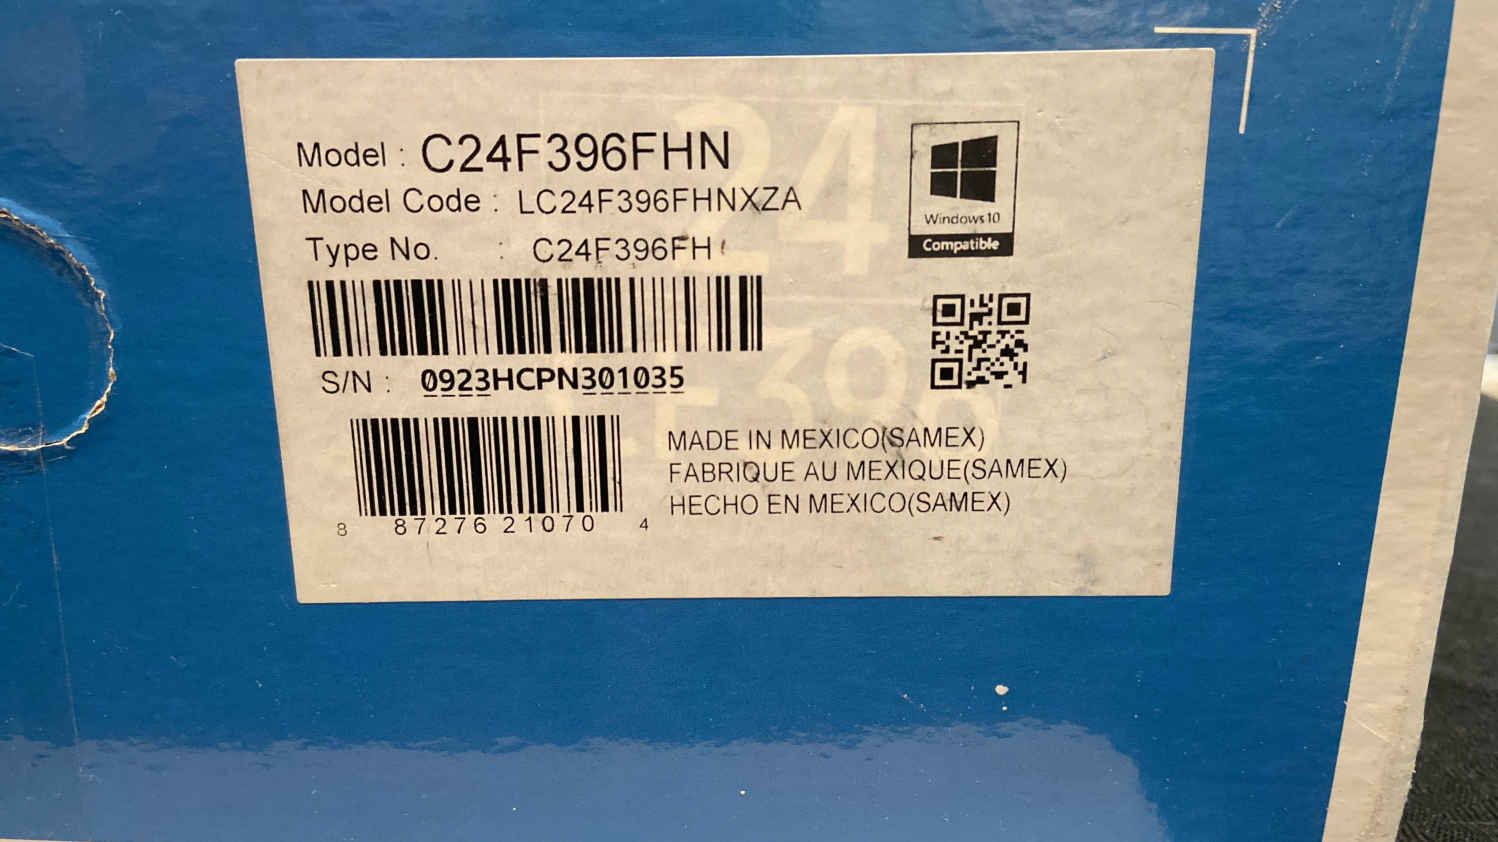 Model : C24F396FHN
Model Code : LC24F396FHNXZA
Type No. : C24F396FH
Windows 10
Compatible
S/N : 0923HCPN301035
8 87276 21070 4
MADE IN MEXICO(SAMEX)
FABRIQUE AU MEXIQUE(SAMEX)
HECHO EN MEXICO(SAMEX)
24